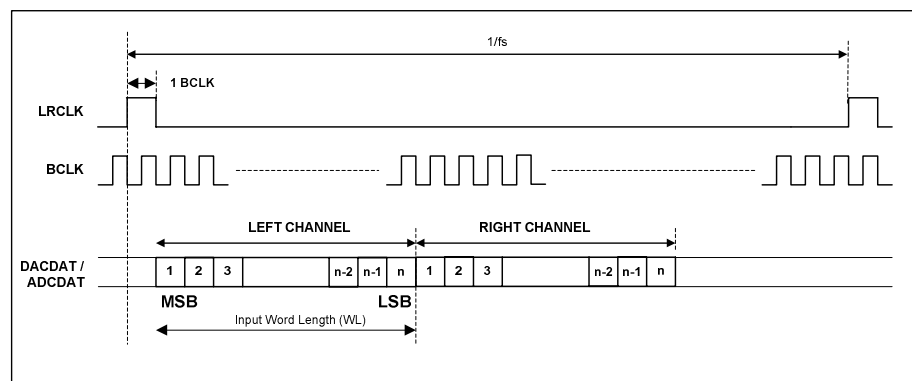 1/fs
1 BCLK
LRCLK
BCLK
LEFT CHANNEL RIGHT CHANNEL
DACDAT /
ADCDAT
1 2 3 n-2 n-1 n 1 2 3 n-2 n-1 n
MSB LSB
Input Word Length (WL)